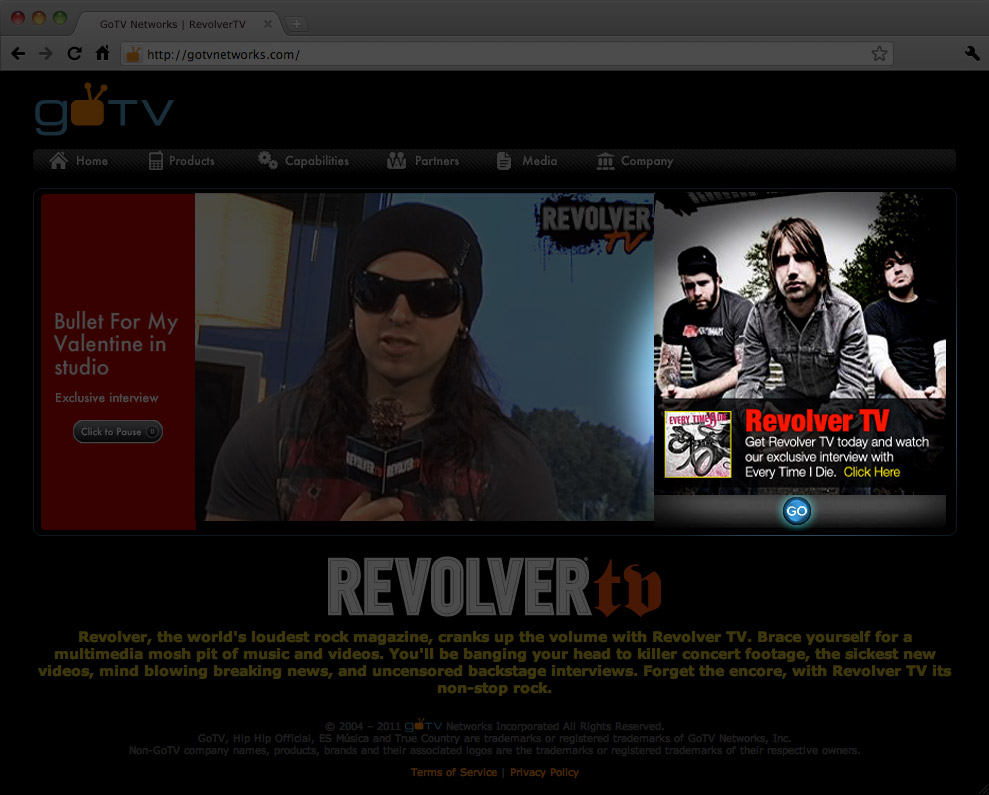 GoTV Networks | RevolverTV
http://gotvnetworks.com/
goTV
Home Products Capabilities Partners Media Company
REVOLVER
TV
Bullet For My
Valentine in
studio
Exclusive interview
Click to Pause
REVOLVER REVOLVER
EVERY TIME I DIE
Revolver TV
Get Revolver TV today and watch
our exclusive interview with
Every Time I Die. Click Here
GO
REVOLVER tv
Revolver, the world's loudest rock magazine, cranks up the volume with Revolver TV. Brace yourself for a
multimedia mosh pit of music and videos. You'll be banging your head to killer concert footage, the sickest new
videos, mind blowing breaking news, and uncensored backstage interviews. Forget the encore, with Revolver TV its
non-stop rock.
© 2004 – 2011 goTV Networks Incorporated All Rights Reserved.
GoTV, Hip Hip Official, ES Música and True Country are trademarks or registered trademarks of GoTV Networks, Inc.
Non-GoTV company names, products, brands and their associated logos are the trademarks or registered trademarks of their respective owners.
Terms of Service | Privacy Policy